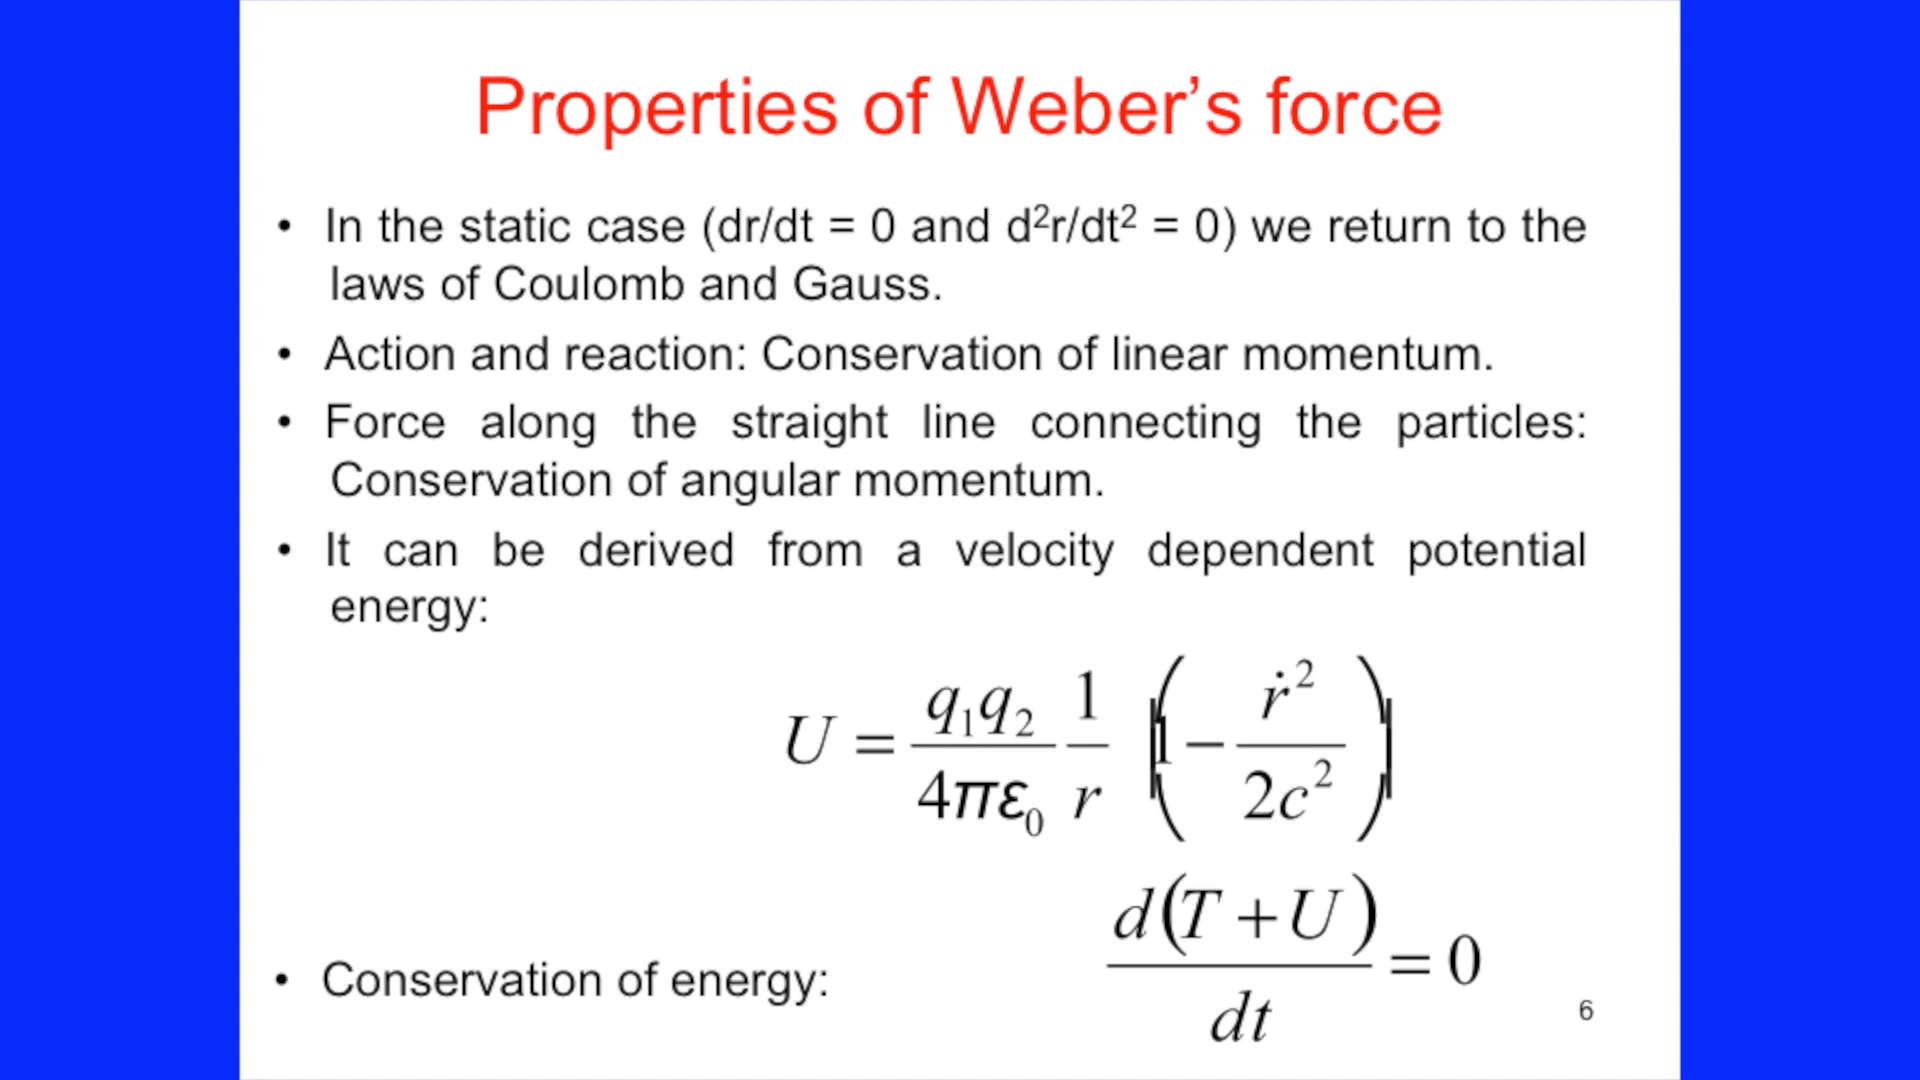 Properties of Weber’s force
• In the static case (dr/dt = 0 and d²r/dt² = 0) we return to the
laws of Coulomb and Gauss.
• Action and reaction: Conservation of linear momentum.
• Force along the straight line connecting the particles:
Conservation of angular momentum.
• It can be derived from a velocity dependent potential
energy:
U = q₁q₂/4πε₀ 1/r (1 − ṙ²/2c²)
• Conservation of energy: d(T + U)/dt = 0
6